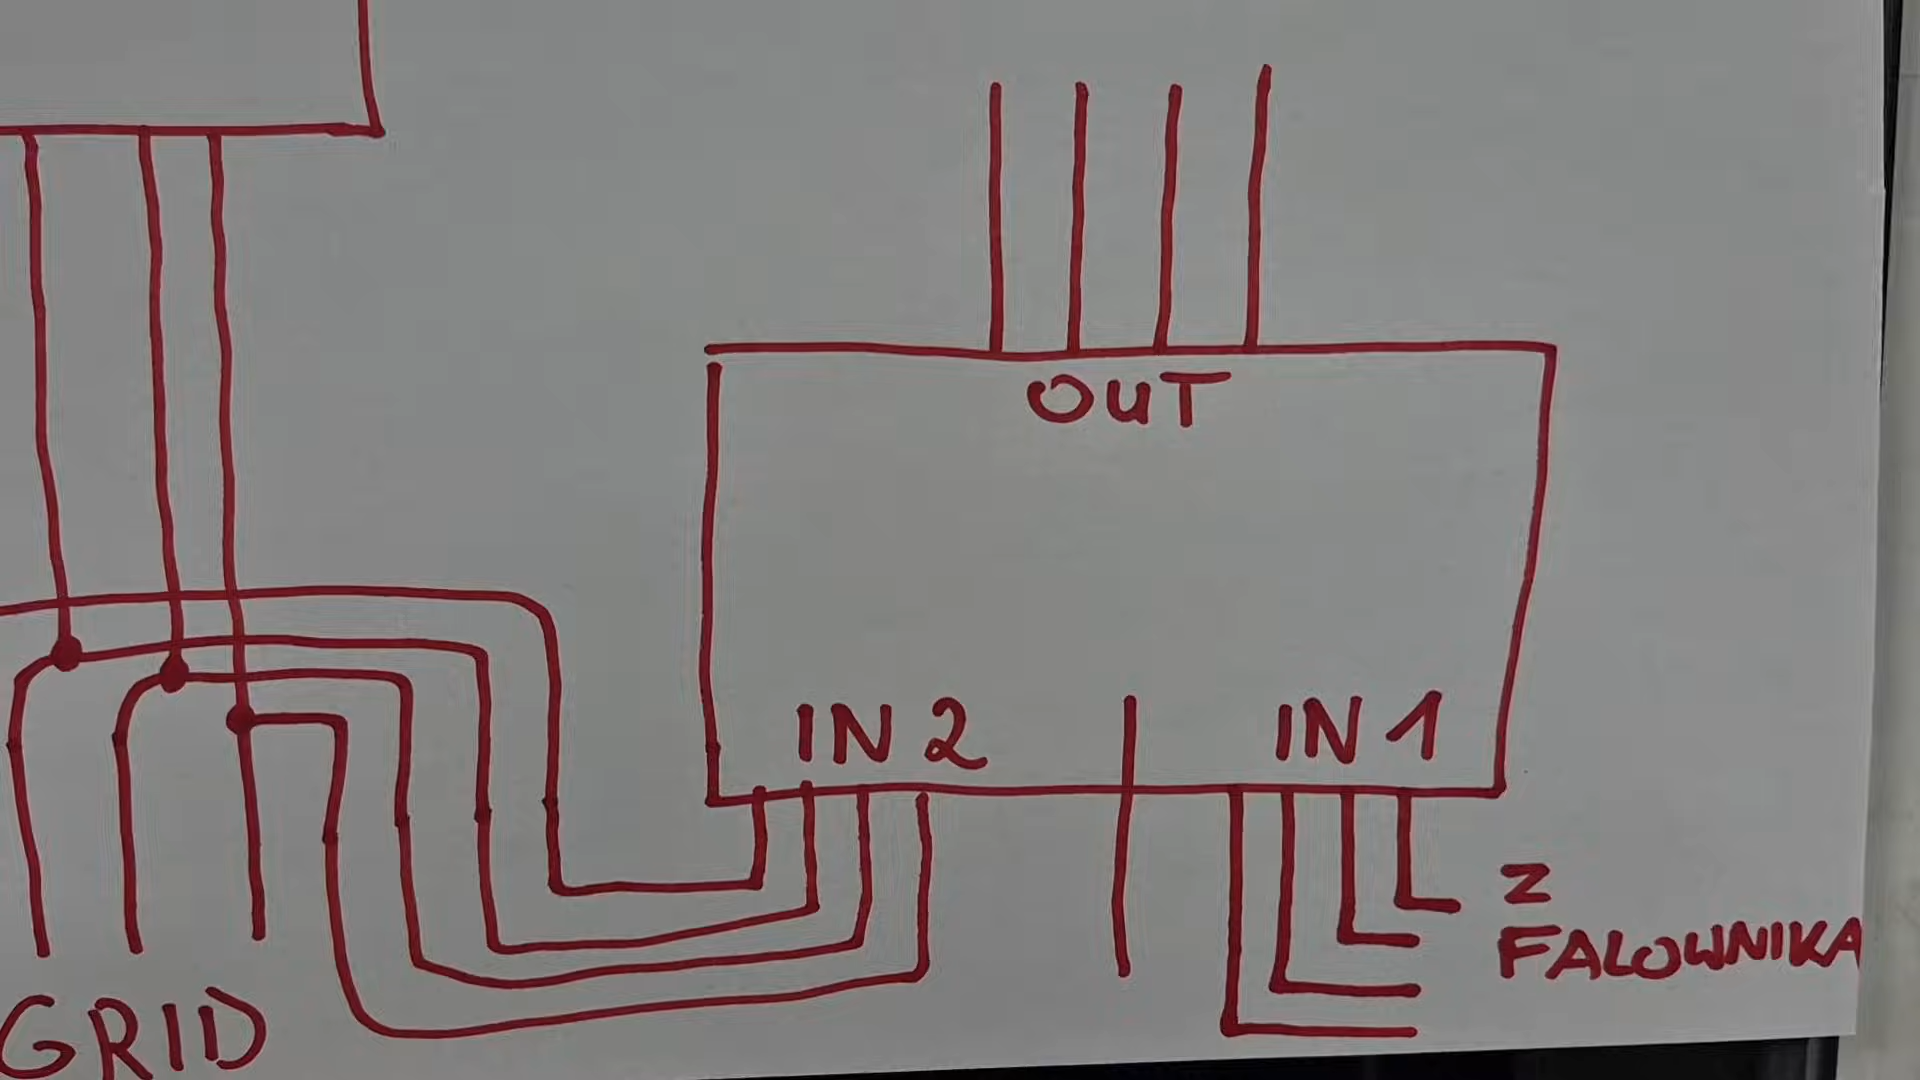 OUT
IN 2
IN 1
Z
FALOWNIKA
GRID